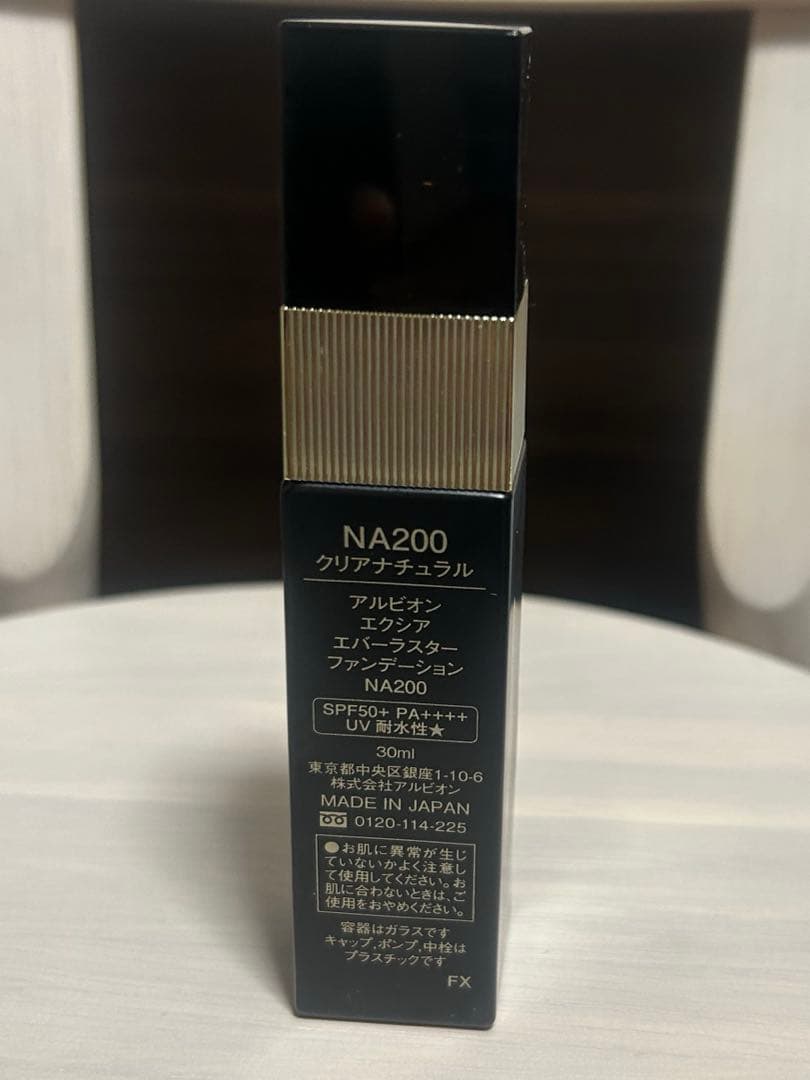 NA200
クリアナチュラル
アルビオン
エクシア
エバーラスター
ファンデーション
NA200
SPF50+ PA++++
UV 耐水性★
30ml
東京都中央区銀座1-10-6
株式会社アルビオン
MADE IN JAPAN
0120-114-225
●お肌に異常が生じ
ていないかよく注意し
て使用してください。お
肌に合わないときは、ご
使用をおやめください。
容器はガラスです
キャップ,ポンプ,中栓は
プラスチックです
FX